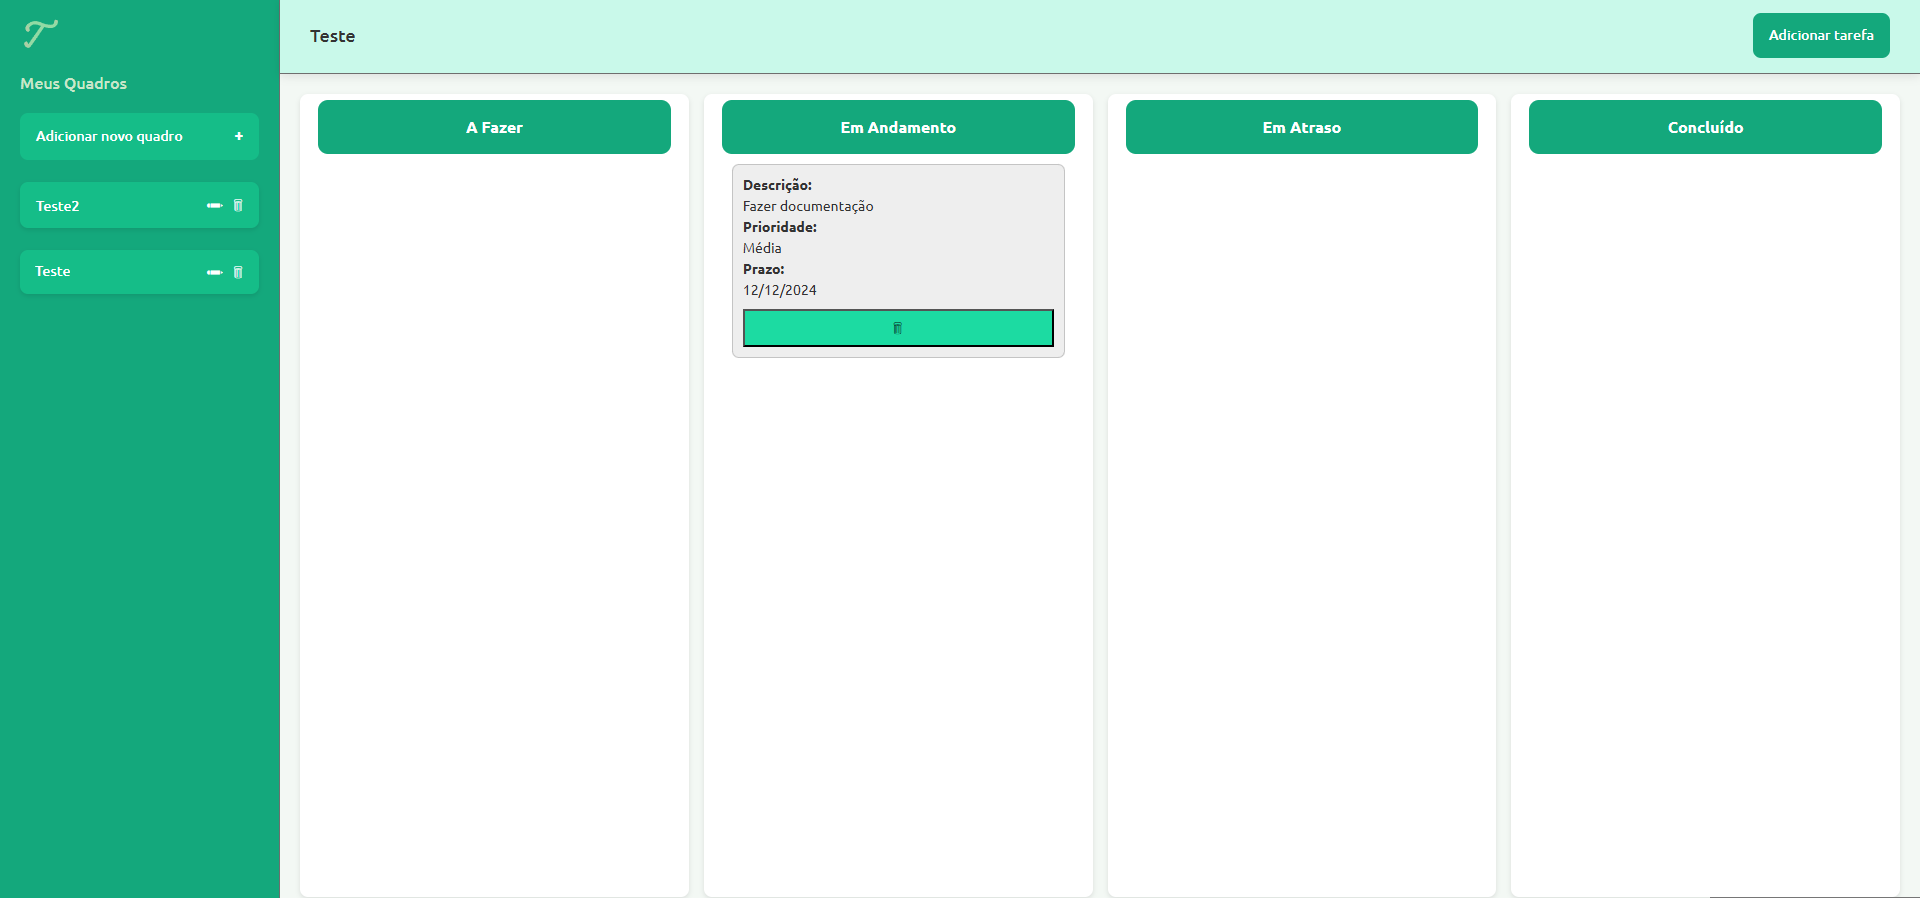 T
Meus Quadros
Adicionar novo quadro +
Teste2
Teste
Teste
Adicionar tarefa
A Fazer
Em Andamento
Descrição:
Fazer documentação
Prioridade:
Média
Prazo:
12/12/2024
Em Atraso
Concluído